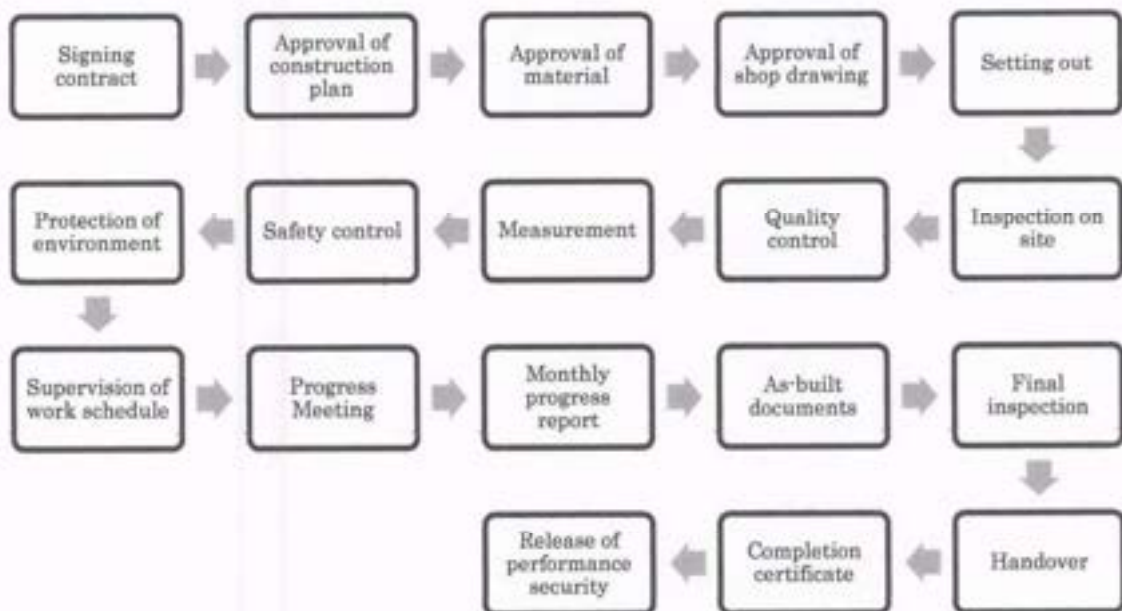 Signing
contract
Approval of
construction
plan
Approval of
material
Approval of
shop drawing
Setting out
Inspection on
site
Quality
control
Measurement
Safety control
Protection of
environment
Supervision of
work schedule
Progress
Meeting
Monthly
progress
report
As-built
documents
Final
inspection
Handover
Completion
certificate
Release of
performance
security